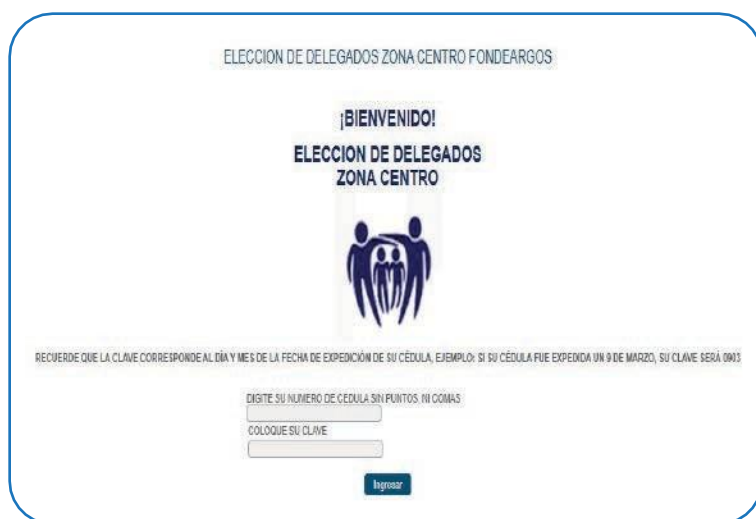 ELECCION DE DELEGADOS ZONA CENTRO FONDEARGOS
¡BIENVENIDO!
ELECCION DE DELEGADOS
ZONA CENTRO
RECUERDE QUE LA CLAVE CORRESPONDE AL DÍA Y MES DE LA FECHA DE EXPEDICIÓN DE SU CÉDULA, EJEMPLO: SI SU CÉDULA FUE EXPEDIDA UN 9 DE MARZO, SU CLAVE SERÁ 0903
DIGITE SU NUMERO DE CEDULA SIN PUNTOS, NI COMAS
COLOQUE SU CLAVE
Ingresar